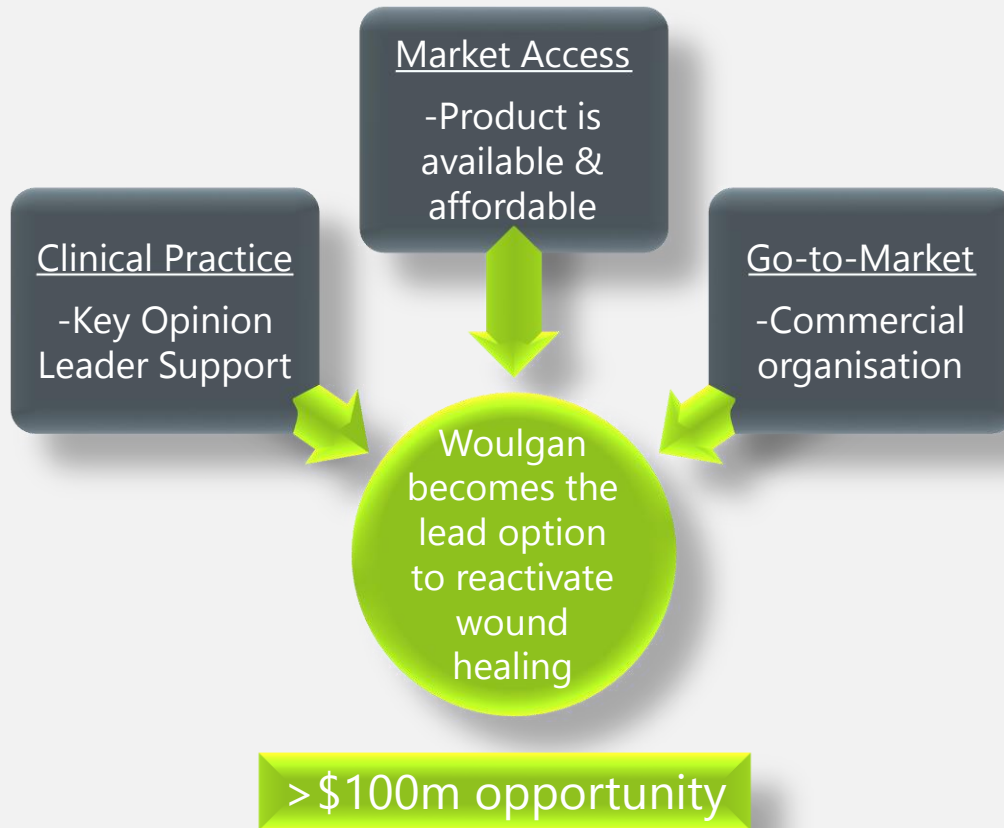 Market Access
-Product is
available &
affordable
Clinical Practice
-Key Opinion
Leader Support
Go-to-Market
-Commercial
organisation
Woulgan
becomes the
lead option
to reactivate
wound
healing
>$100m opportunity